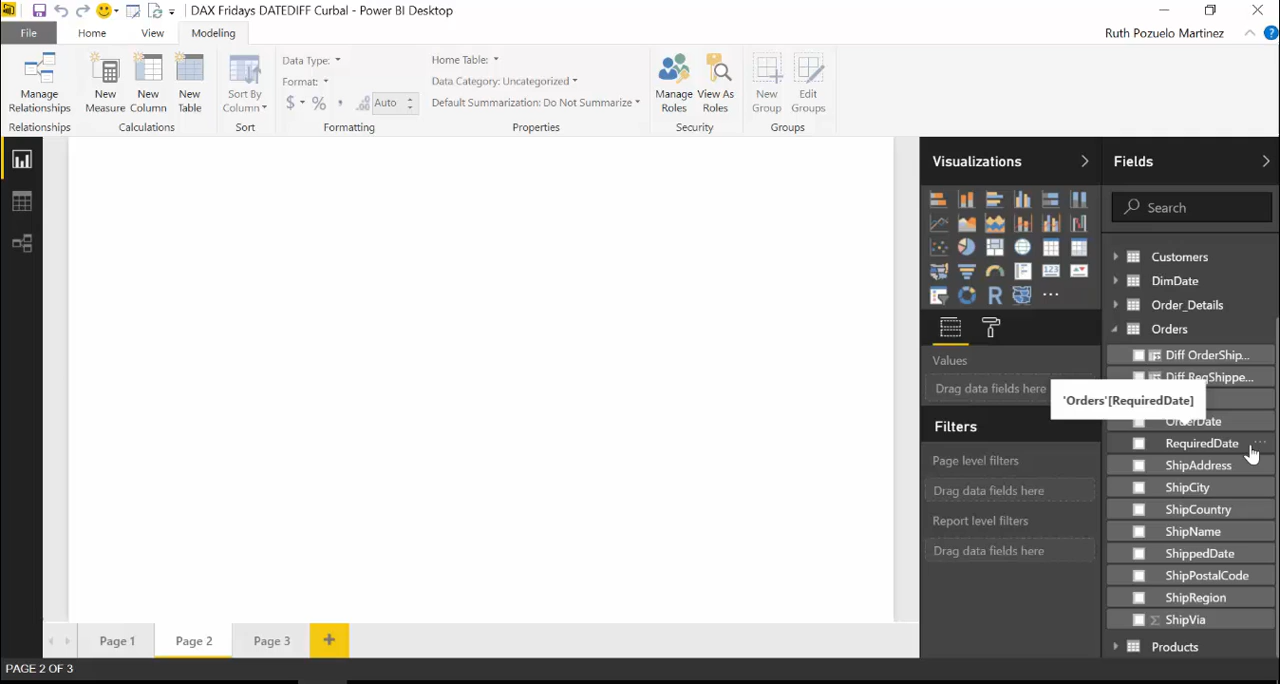 DAX Fridays DATEDIFF Curbal - Power BI Desktop
File
Home
View
Modeling
Ruth Pozuelo Martinez
Manage Relationships
New Measure
New Column
New Table
Sort By Column
Data Type:
Format:
$ % , Auto
Home Table:
Data Category: Uncategorized
Default Summarization: Do Not Summarize
Manage Roles
View As Roles
New Group
Edit Groups
Relationships
Calculations
Sort
Formatting
Properties
Security
Groups
Visualizations
Values
Drag data fields here
Filters
Page level filters
Drag data fields here
Report level filters
Drag data fields here
Fields
Search
Customers
DimDate
Order_Details
Orders
Diff OrderShip...
Diff ReqShippe...
'Orders'[RequiredDate]
OrderDate
RequiredDate
ShipAddress
ShipCity
ShipCountry
ShipName
ShippedDate
ShipPostalCode
ShipRegion
ShipVia
Products
Page 1
Page 2
Page 3
PAGE 2 OF 3